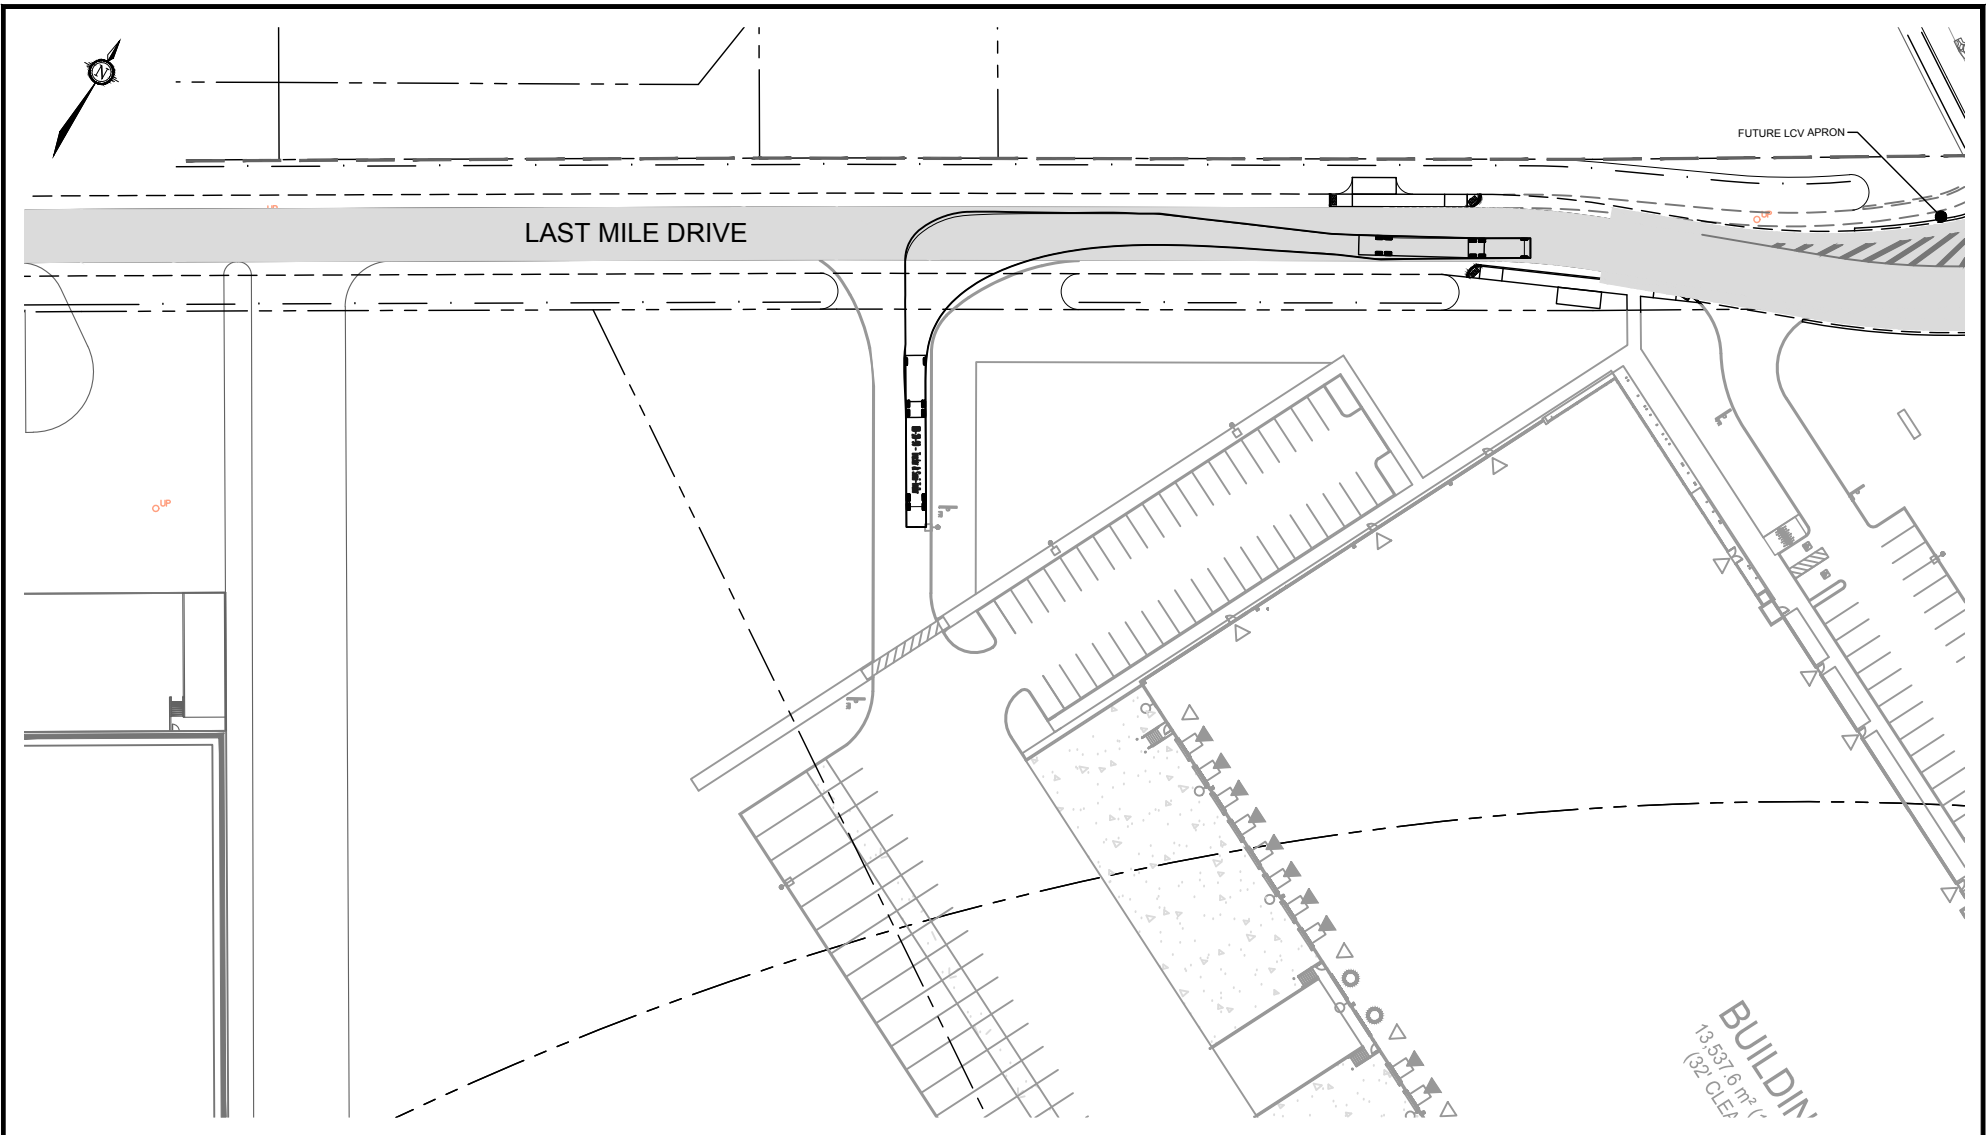 N
FUTURE LCV APRON
UP
UP
LAST MILE DRIVE
UP
BUILDIN
13,537.6 m² (
(32' CLEA